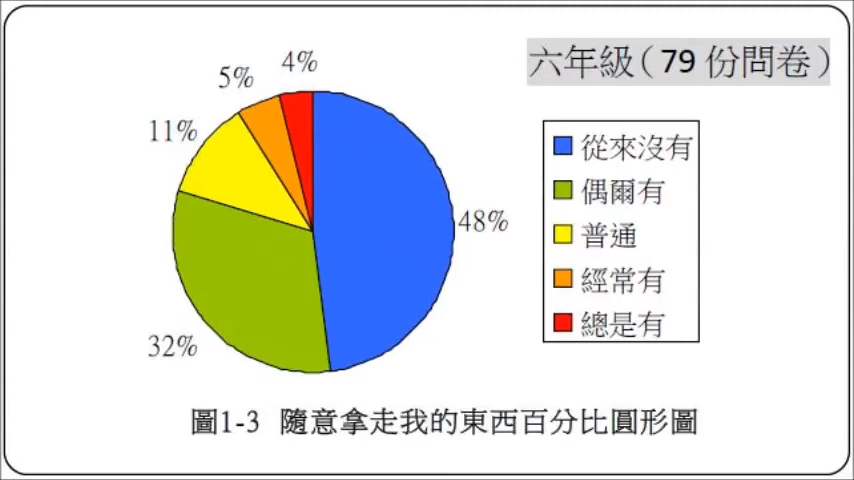 六年級（79 份問卷）
4%
5%
11%
48%
32%
從來沒有
偶爾有
普通
經常有
總是有
圖1-3 隨意拿走我的東西百分比圓形圖